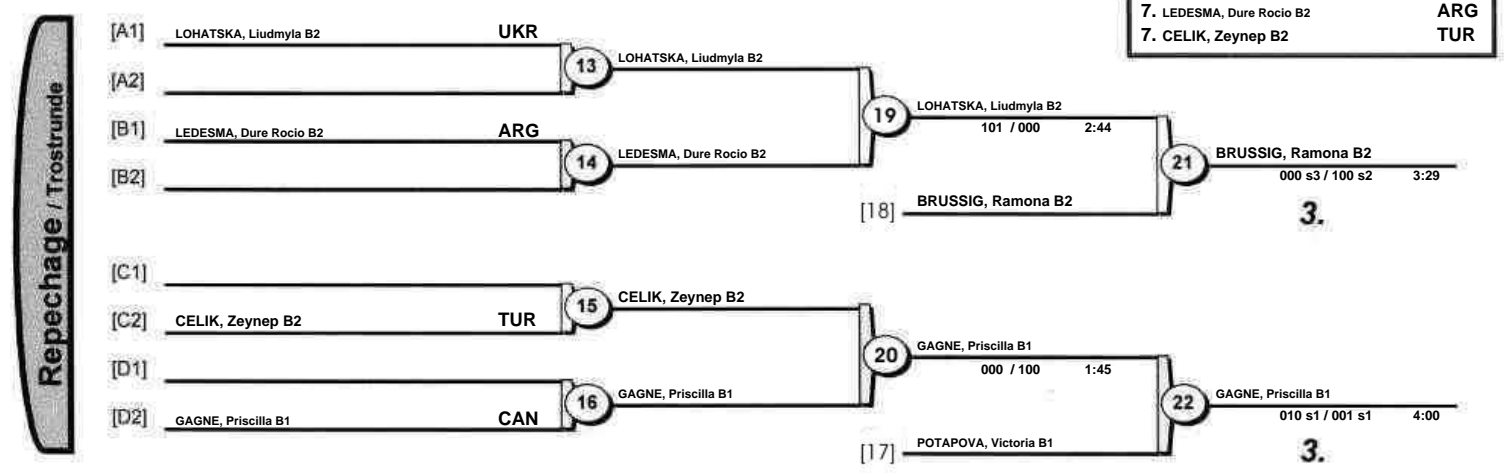 7. LEDESMA, Dure Rocio B2 ARG
7. CELIK, Zeynep B2 TUR
Repechage / Trostrunde
[A1] LOHATSKA, Liudmyla B2 UKR
13 LOHATSKA, Liudmyla B2
[A2]
19 LOHATSKA, Liudmyla B2
101 / 000 2:44
[B1] LEDESMA, Dure Rocio B2 ARG
14 LEDESMA, Dure Rocio B2
[B2]
21 BRUSSIG, Ramona B2
000 s3 / 100 s2 3:29
[18] BRUSSIG, Ramona B2
3.
[C1]
15 CELIK, Zeynep B2
[C2] CELIK, Zeynep B2 TUR
20 GAGNE, Priscilla B1
000 / 100 1:45
[D1]
16 GAGNE, Priscilla B1
[D2] GAGNE, Priscilla B1 CAN
22 GAGNE, Priscilla B1
010 s1 / 001 s1 4:00
[17] POTAPOVA, Victoria B1
3.